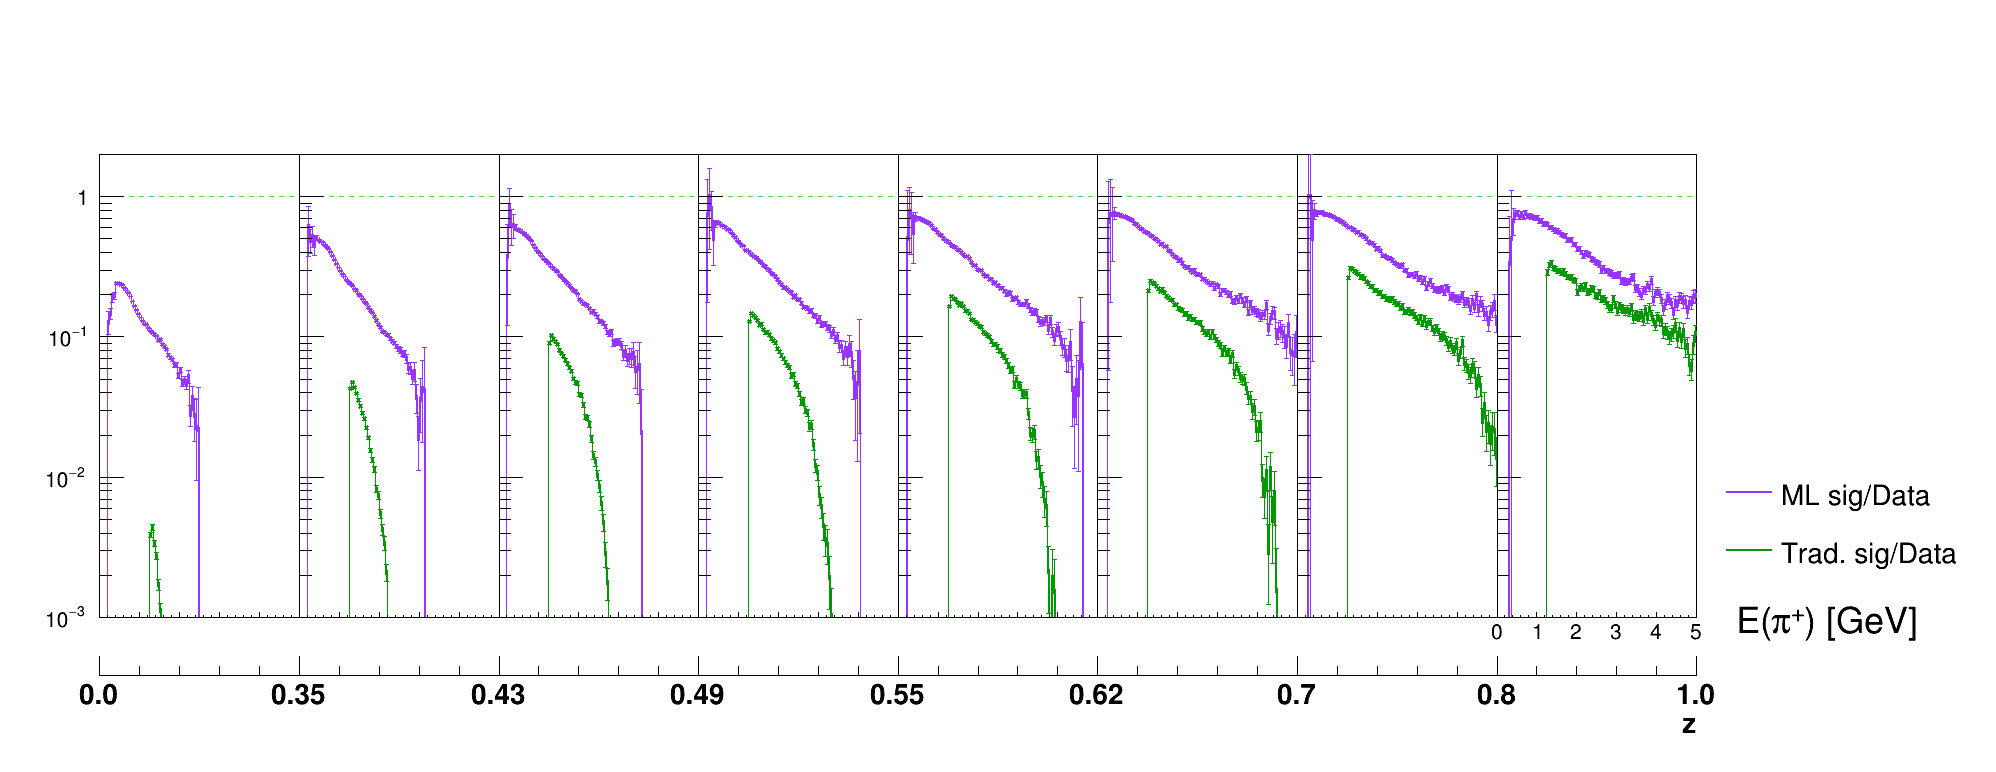 1
10⁻¹
10⁻²
10⁻³
ML sig/Data
Trad. sig/Data
E(π⁺) [GeV]
0 1 2 3 4 5
0.0 0.35 0.43 0.49 0.55 0.62 0.7 0.8 1.0
z